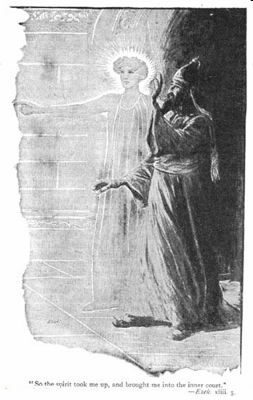 "So the spirit took me up, and brought me into the inner court."
—Ezek. xliii. 5.